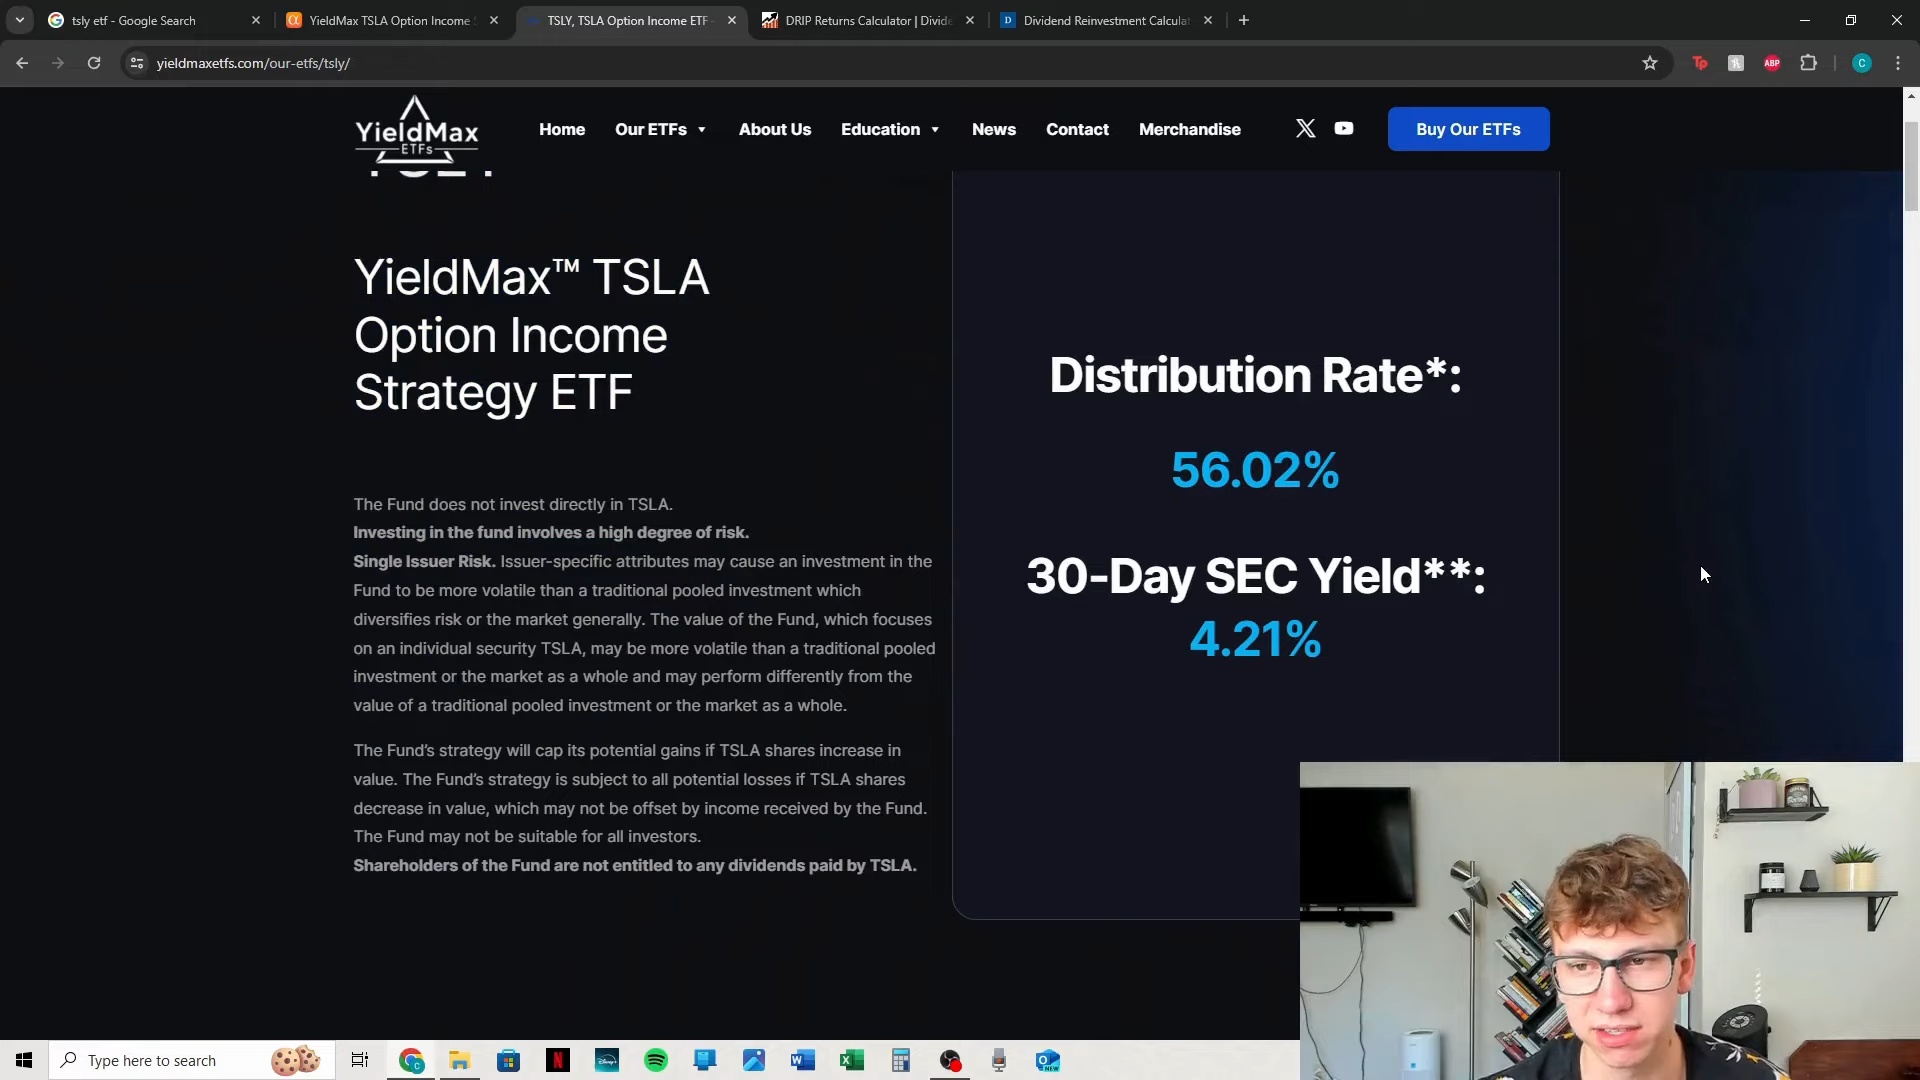 tsly etf - Google Search
YieldMax TSLA Option Income S
TSLY, TSLA Option Income ETF -
DRIP Returns Calculator | Divide
D
Dividend Reinvestment Calculat
yieldmaxetfs.com/our-etfs/tsly/
Tp
ABP
C
YieldMax
ETFs
Home
Our ETFs
About Us
Education
News
Contact
Merchandise
Buy Our ETFs
TSLY
YieldMax™ TSLA
Option Income
Strategy ETF
The Fund does not invest directly in TSLA.
Investing in the fund involves a high degree of risk.
Single Issuer Risk. Issuer-specific attributes may cause an investment in the
Fund to be more volatile than a traditional pooled investment which
diversifies risk or the market generally. The value of the Fund, which focuses
on an individual security TSLA, may be more volatile than a traditional pooled
investment or the market as a whole and may perform differently from the
value of a traditional pooled investment or the market as a whole.
The Fund’s strategy will cap its potential gains if TSLA shares increase in
value. The Fund’s strategy is subject to all potential losses if TSLA shares
decrease in value, which may not be offset by income received by the Fund.
The Fund may not be suitable for all investors.
Shareholders of the Fund are not entitled to any dividends paid by TSLA.
Distribution Rate*:
56.02%
30-Day SEC Yield**:
4.21%
Type here to search